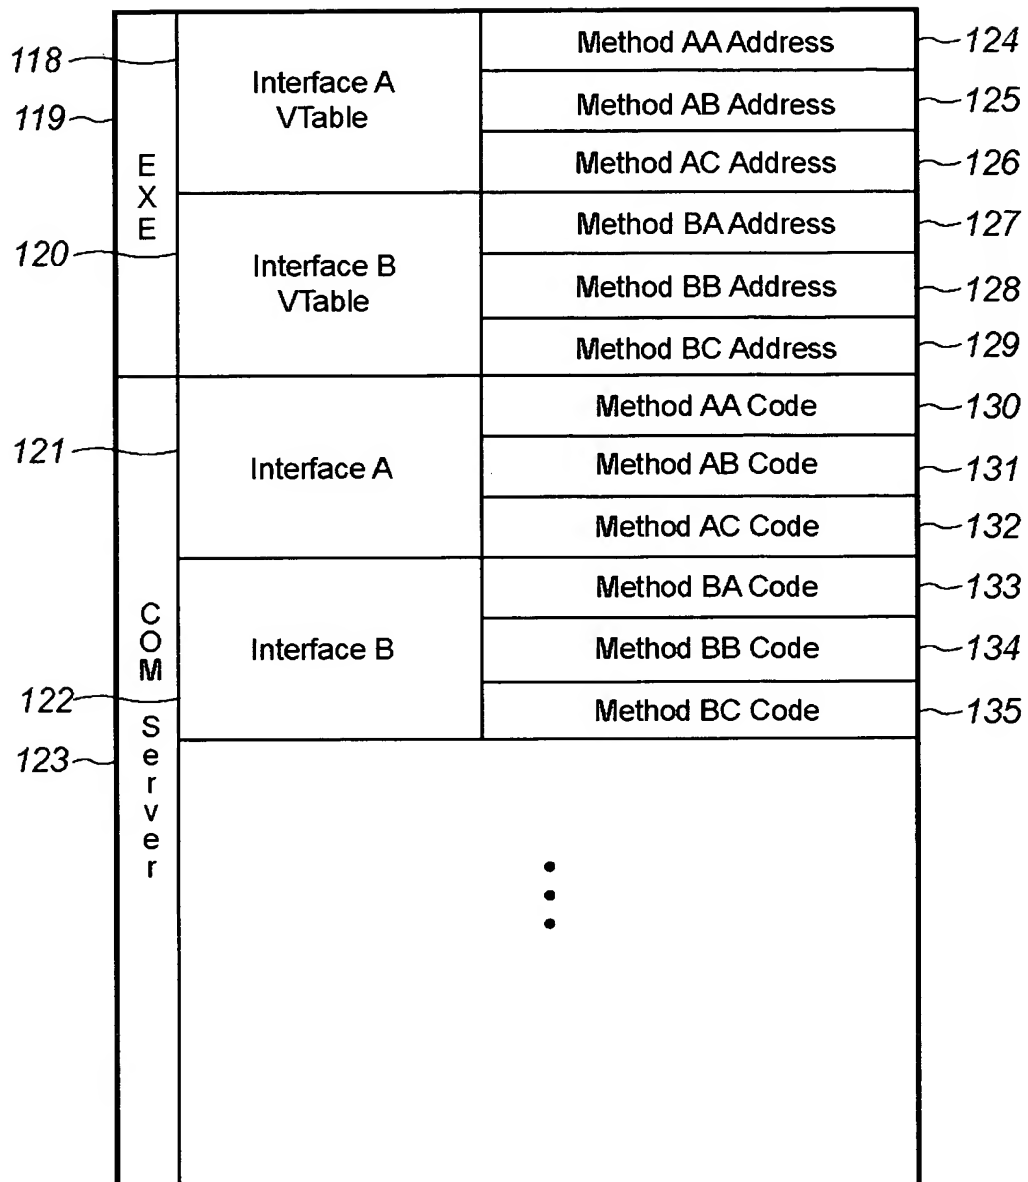 118
119
EXE
120
121
COM Server
122
123
Interface A
VTable
Method AA Address
124
Method AB Address
125
Method AC Address
126
Interface B
VTable
Method BA Address
127
Method BB Address
128
Method BC Address
129
Interface A
Method AA Code
130
Method AB Code
131
Method AC Code
132
Interface B
Method BA Code
133
Method BB Code
134
Method BC Code
135